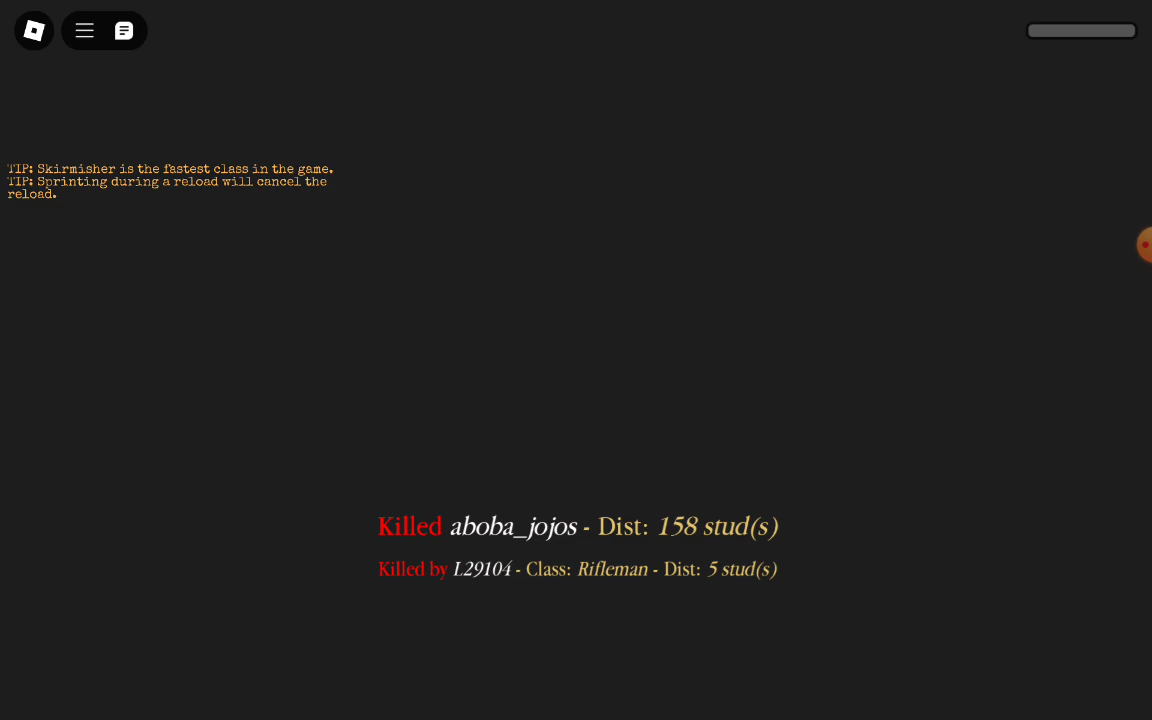 TIP: Skirmisher is the fastest class in the game.
TIP: Sprinting during a reload will cancel the
reload.
Killed aboba_jojos - Dist: 158 stud(s)
Killed by L29104 - Class: Rifleman - Dist: 5 stud(s)